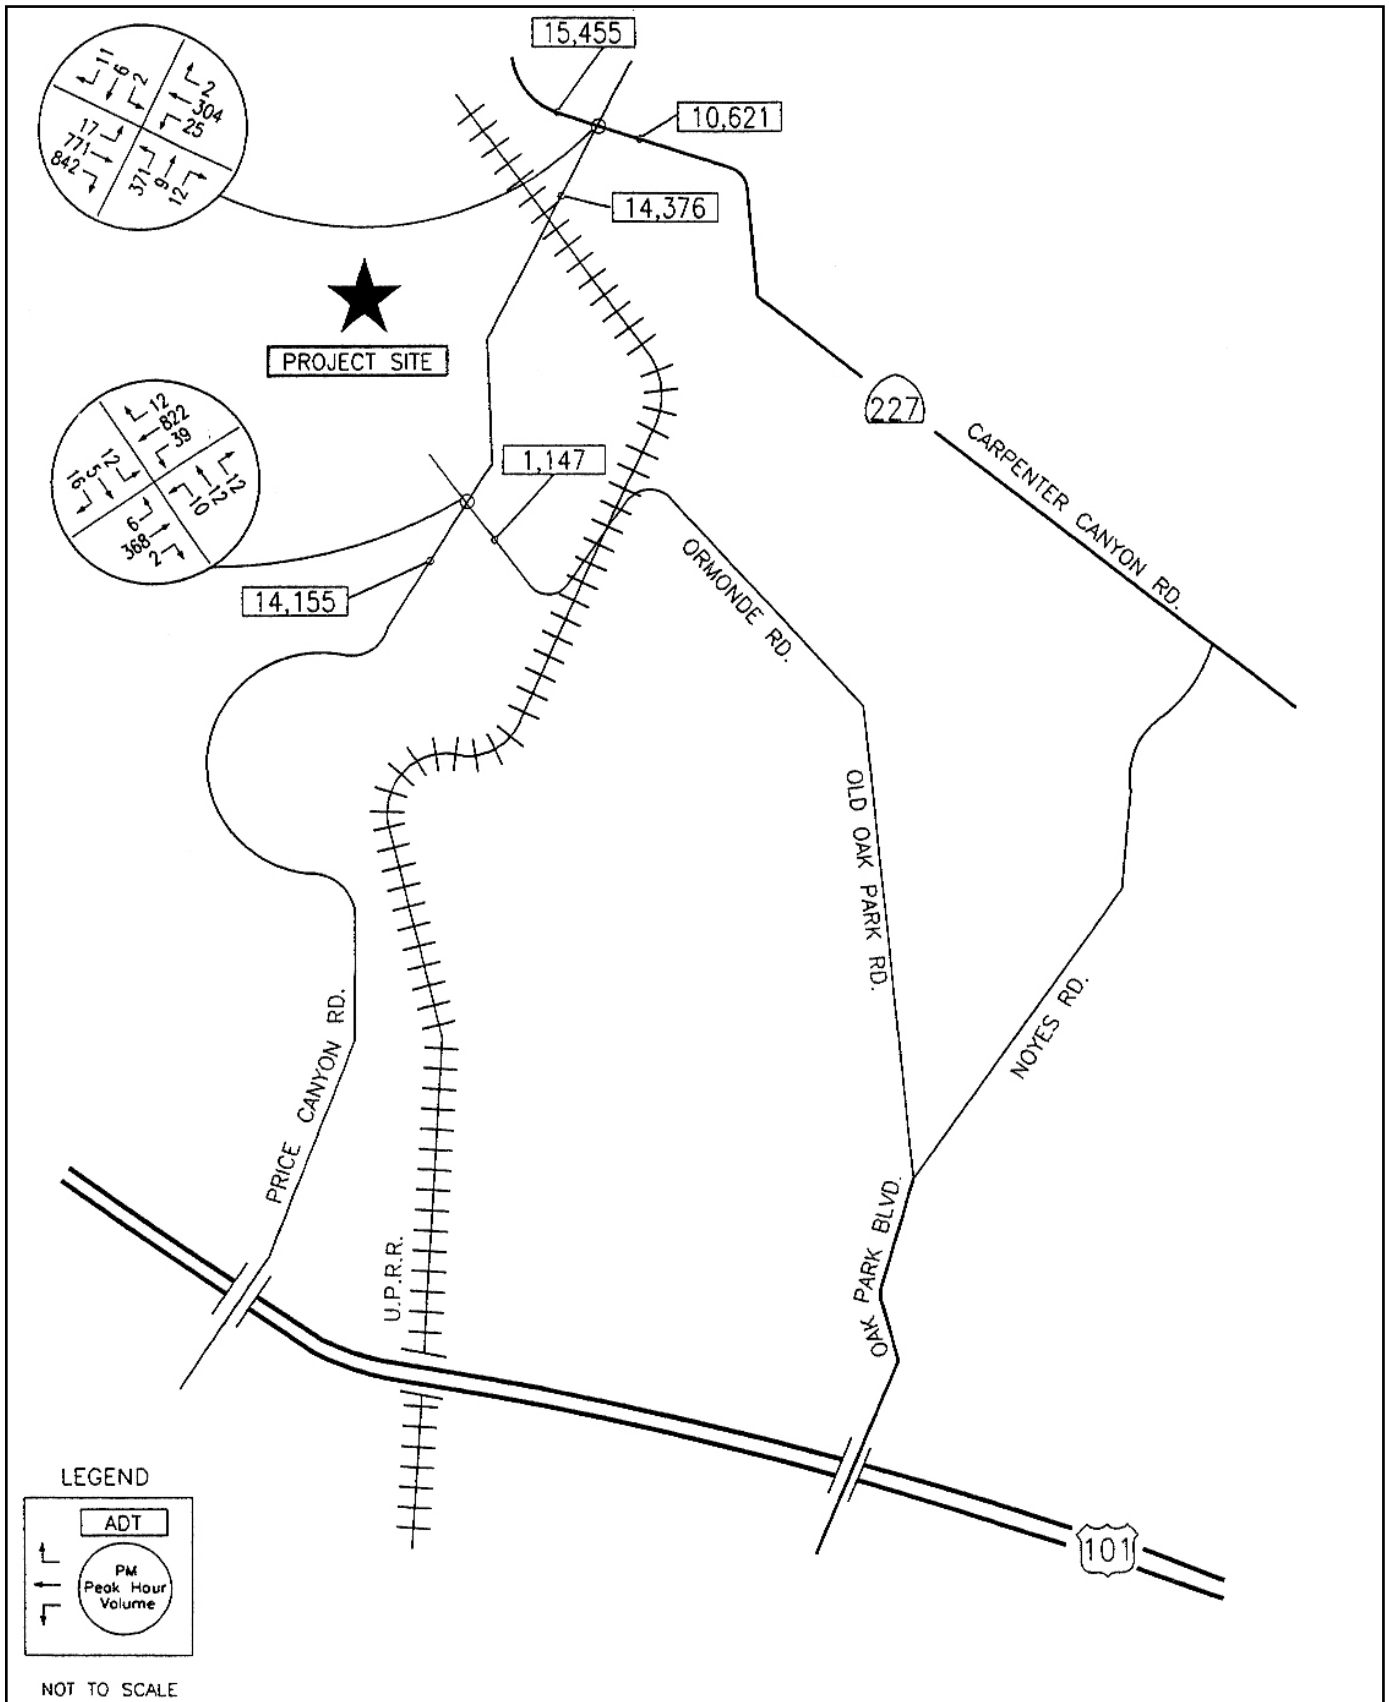 15,455
10,621
14,376
11
6
2
2
304
25
17
771
842
371
9
12
PROJECT SITE
227
CARPENTER CANYON RD.
12
822
39
12
5
16
6
368
2
10
12
12
1,147
14,155
ORMONDE RD.
OLD OAK PARK RD.
NOYES RD.
PRICE CANYON RD.
U.P.R.R.
OAK PARK BLVD.
101
LEGEND
ADT
PM
Peak Hour
Volume
NOT TO SCALE